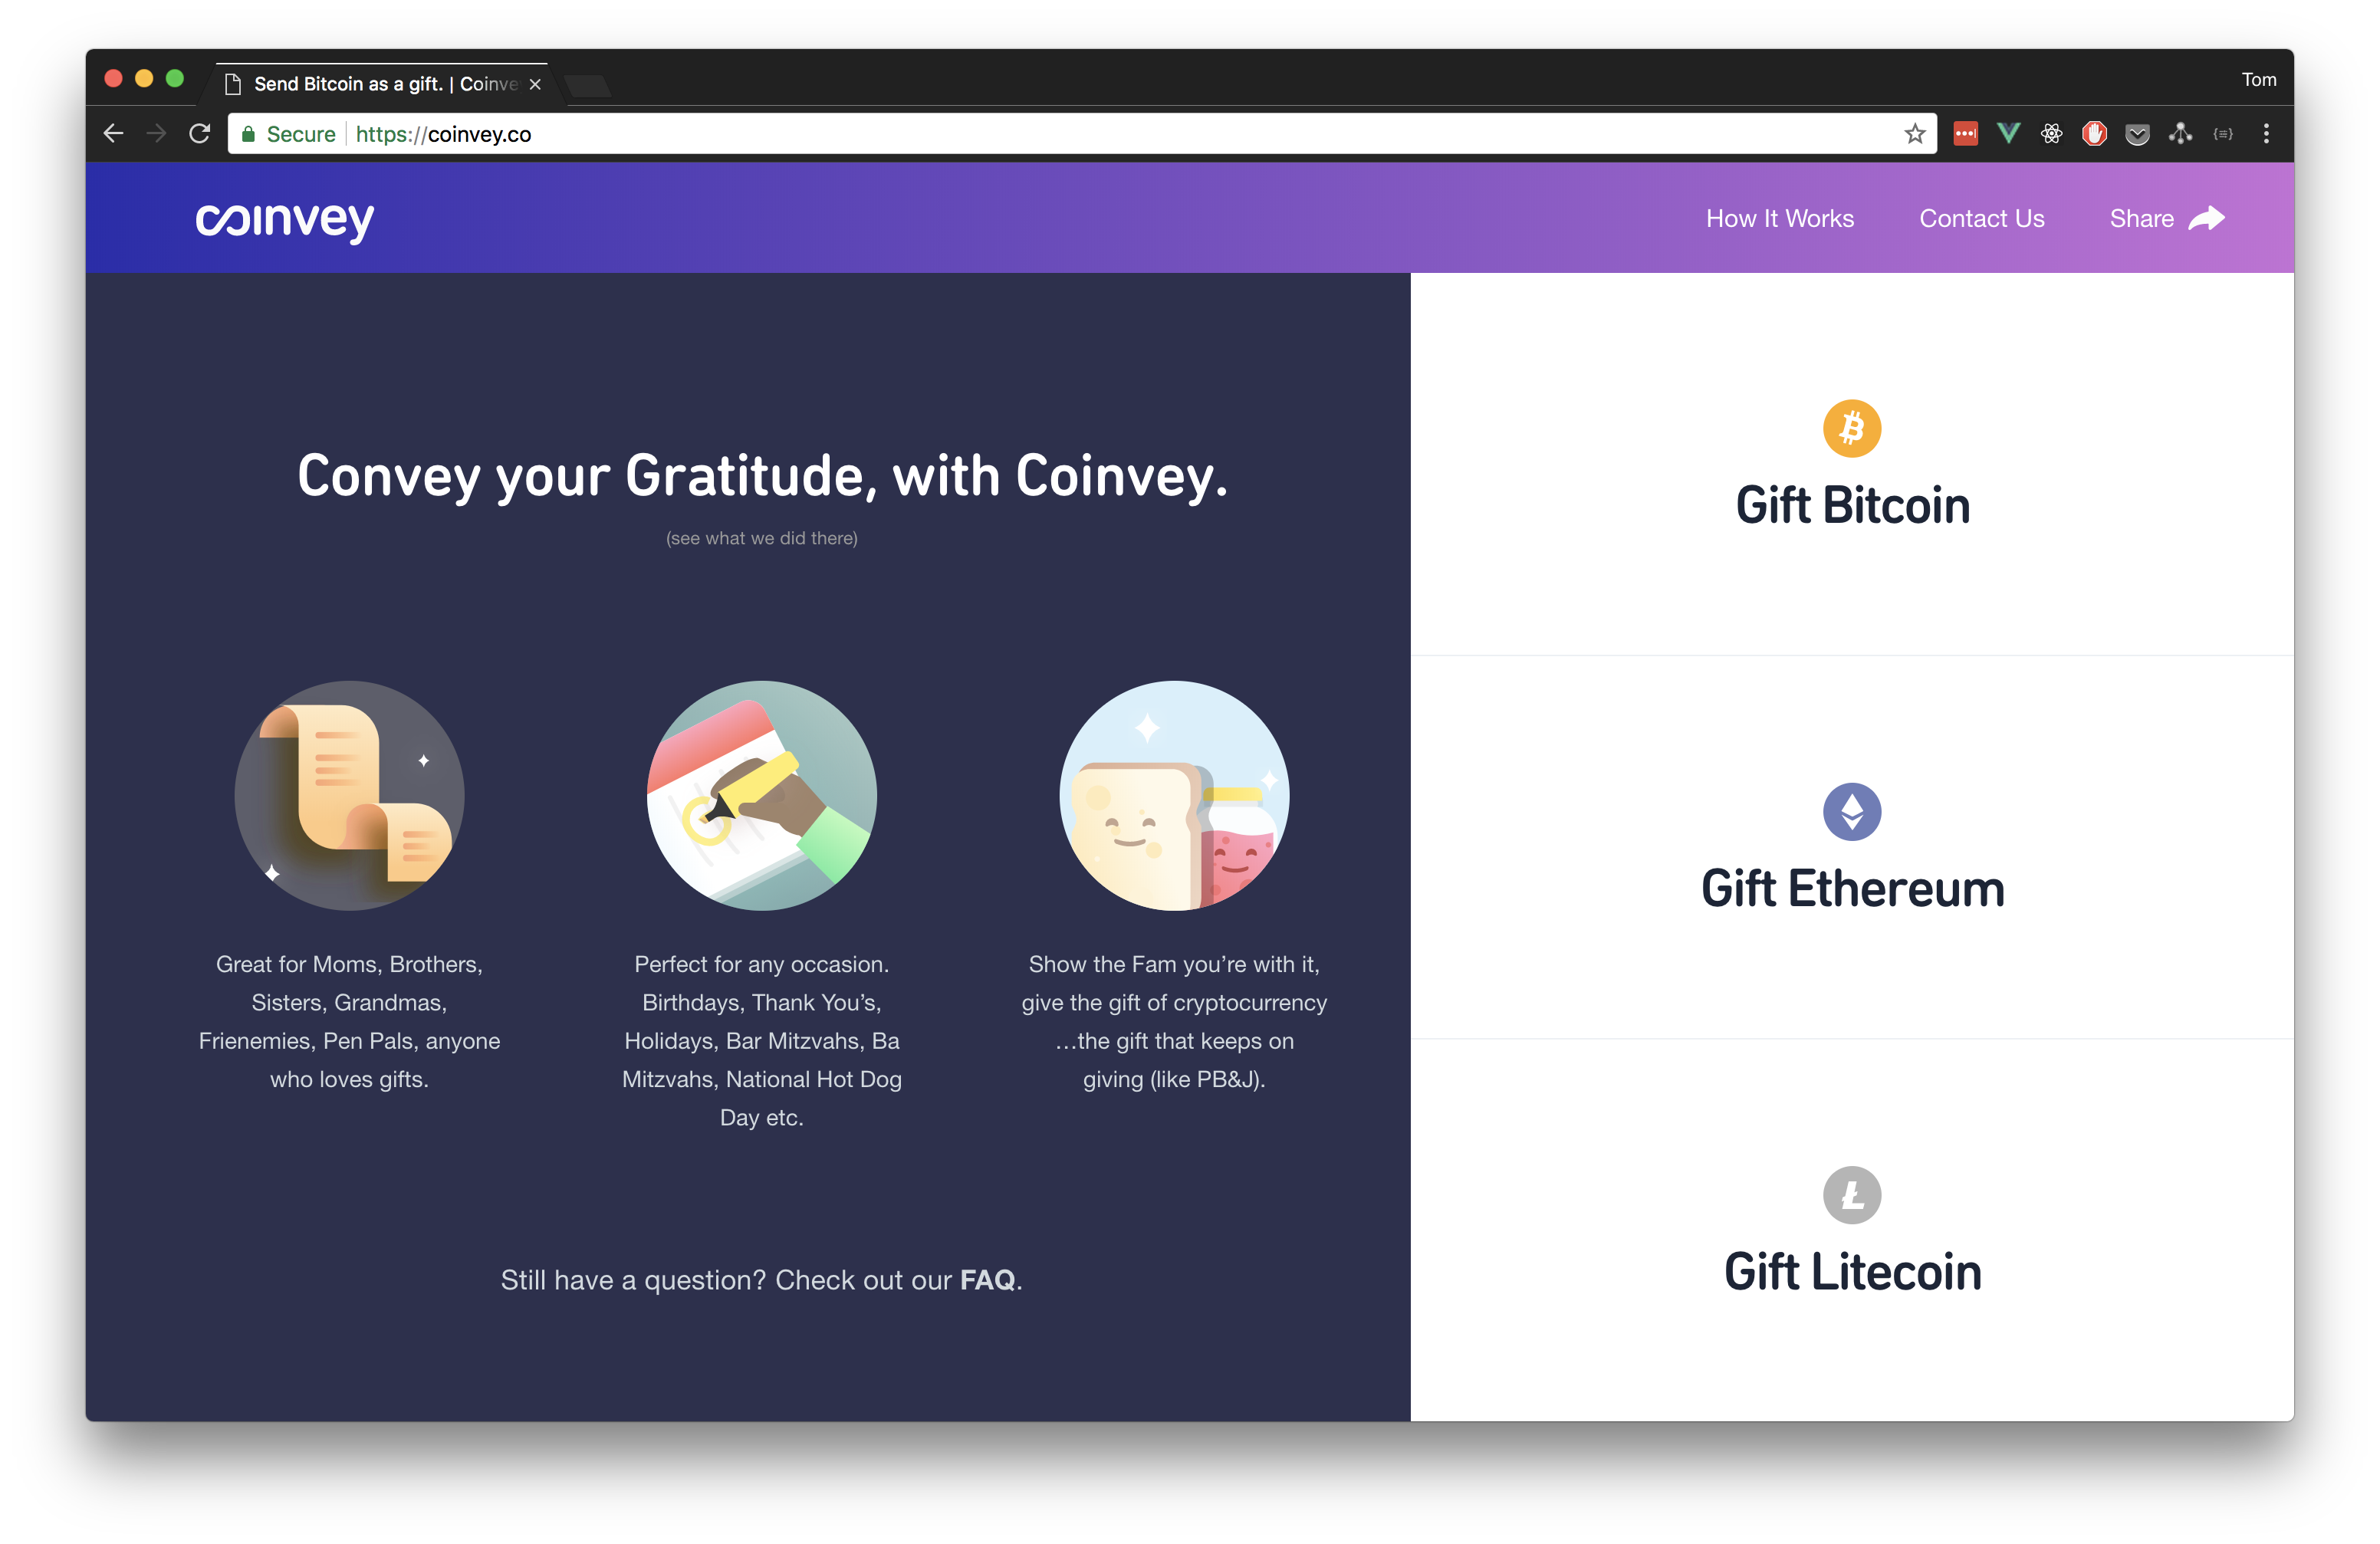 Send Bitcoin as a gift. | Coinve
Tom
Secure
https://coinvey.co
coinvey
How It Works
Contact Us
Share
Convey your Gratitude, with Coinvey.
(see what we did there)
Great for Moms, Brothers,
Sisters, Grandmas,
Frienemies, Pen Pals, anyone
who loves gifts.
Perfect for any occasion.
Birthdays, Thank You’s,
Holidays, Bar Mitzvahs, Ba
Mitzvahs, National Hot Dog
Day etc.
Show the Fam you’re with it,
give the gift of cryptocurrency
…the gift that keeps on
giving (like PB&J).
Still have a question? Check out our FAQ.
Gift Bitcoin
Gift Ethereum
Gift Litecoin